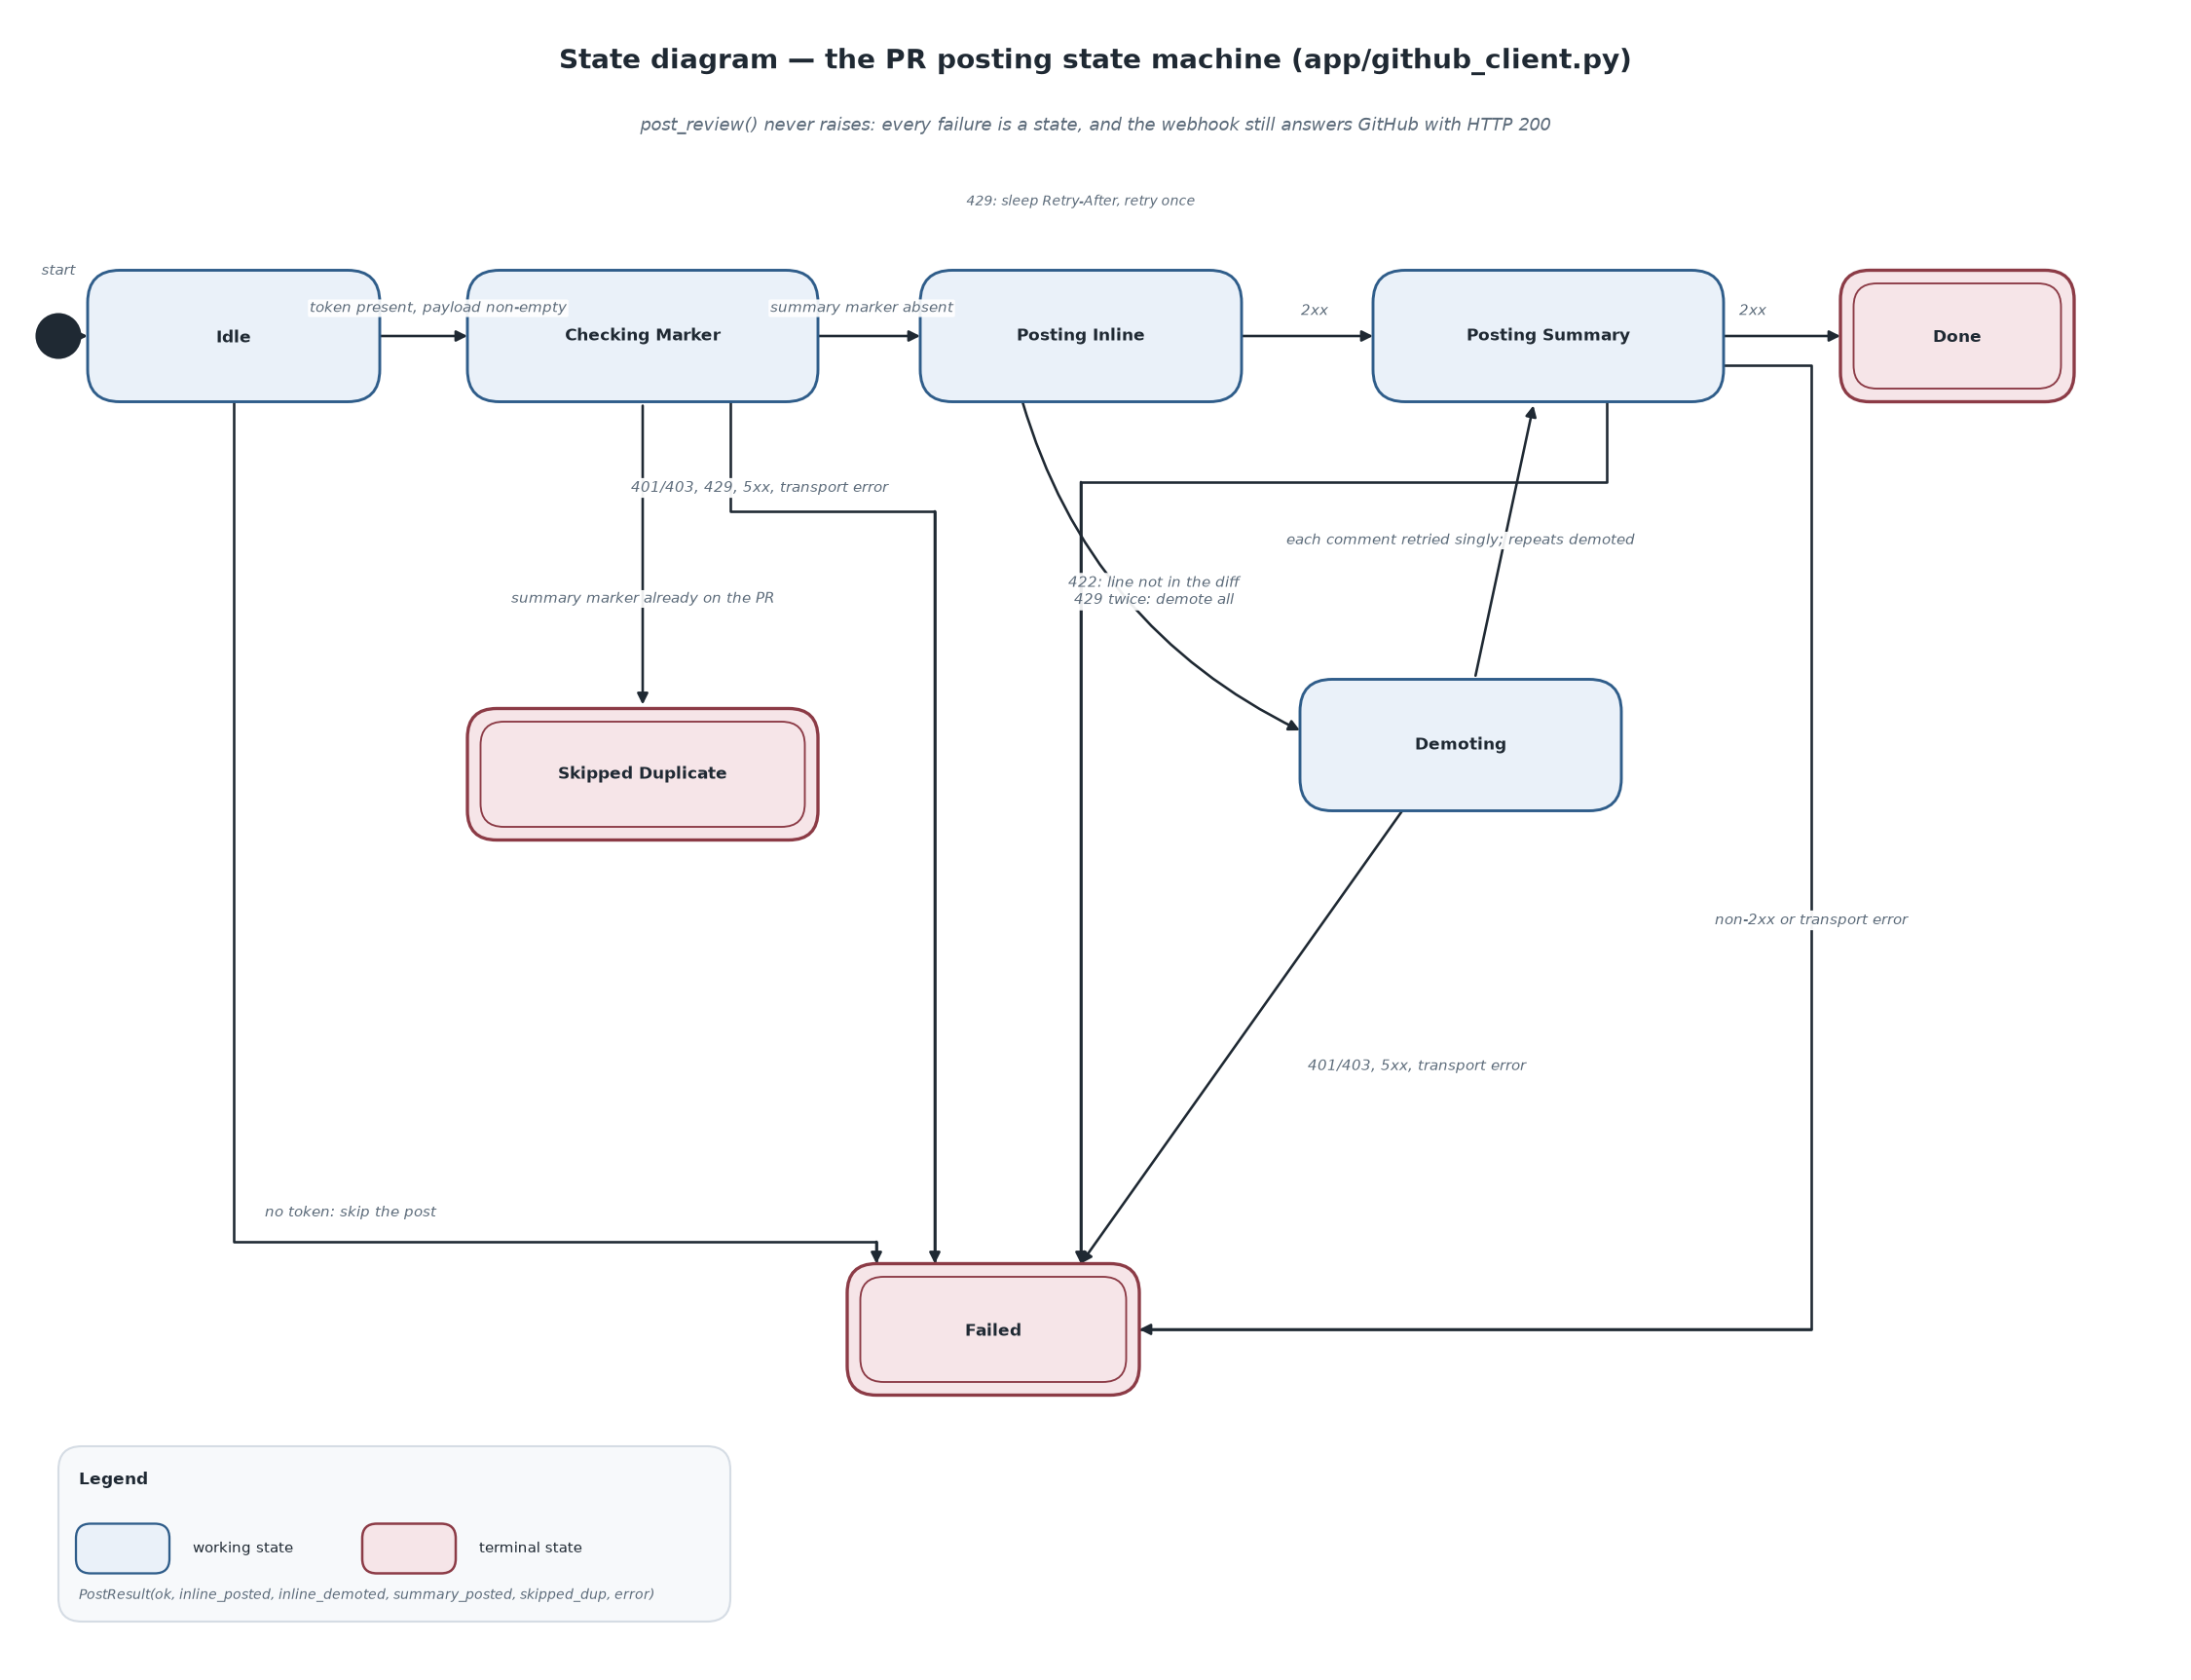 State diagram — the PR posting state machine (app/github_client.py)
post_review() never raises: every failure is a state, and the webhook still answers GitHub with HTTP 200
429: sleep Retry-After, retry once
start
token present, payload non-empty
summary marker absent
2xx
2xx
Idle
Checking Marker
Posting Inline
Posting Summary
Done
401/403, 429, 5xx, transport error
each comment retried singly; repeats demoted
422: line not in the diff
429 twice: demote all
summary marker already on the PR
Demoting
Skipped Duplicate
non-2xx or transport error
401/403, 5xx, transport error
no token: skip the post
Failed
Legend
working state
terminal state
PostResult(ok, inline_posted, inline_demoted, summary_posted, skipped_dup, error)